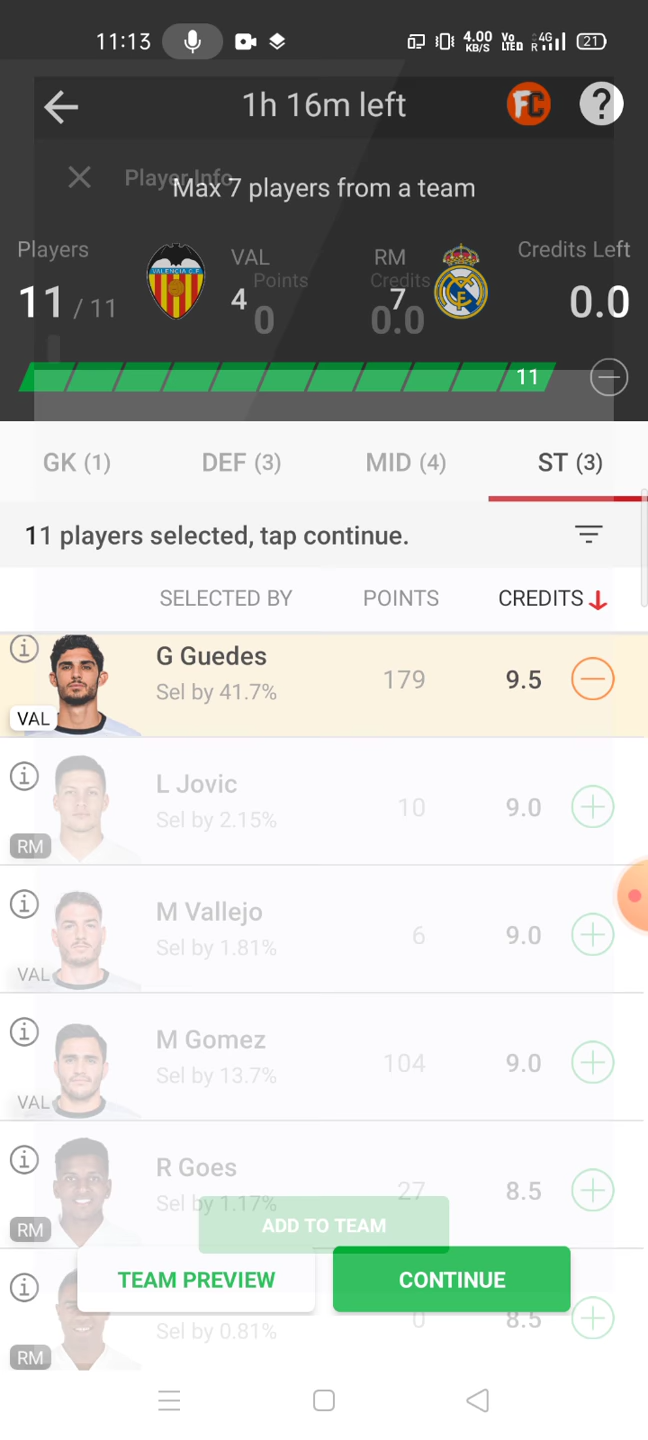 11:13 4.00 KB/S Vo LTED 4G R 21
1h 16m left FC ?
Player Info
Max 7 players from a team
Players VAL RM Credits Left
Points Credits
11 / 11 4 7 0.0
0 0.0
VALENCIA C.F
11
GK (1) DEF (3) MID (4) ST (3)
11 players selected, tap continue.
SELECTED BY POINTS CREDITS
G Guedes
Sel by 41.7% 179 9.5
VAL
L Jovic
Sel by 2.15% 10 9.0
RM
M Vallejo
Sel by 1.81% 6 9.0
VAL
M Gomez
Sel by 13.7% 104 9.0
VAL
R Goes
Sel by 1.17% 27 8.5
RM
ADD TO TEAM
TEAM PREVIEW CONTINUE
Sel by 0.81% 0 8.5
RM